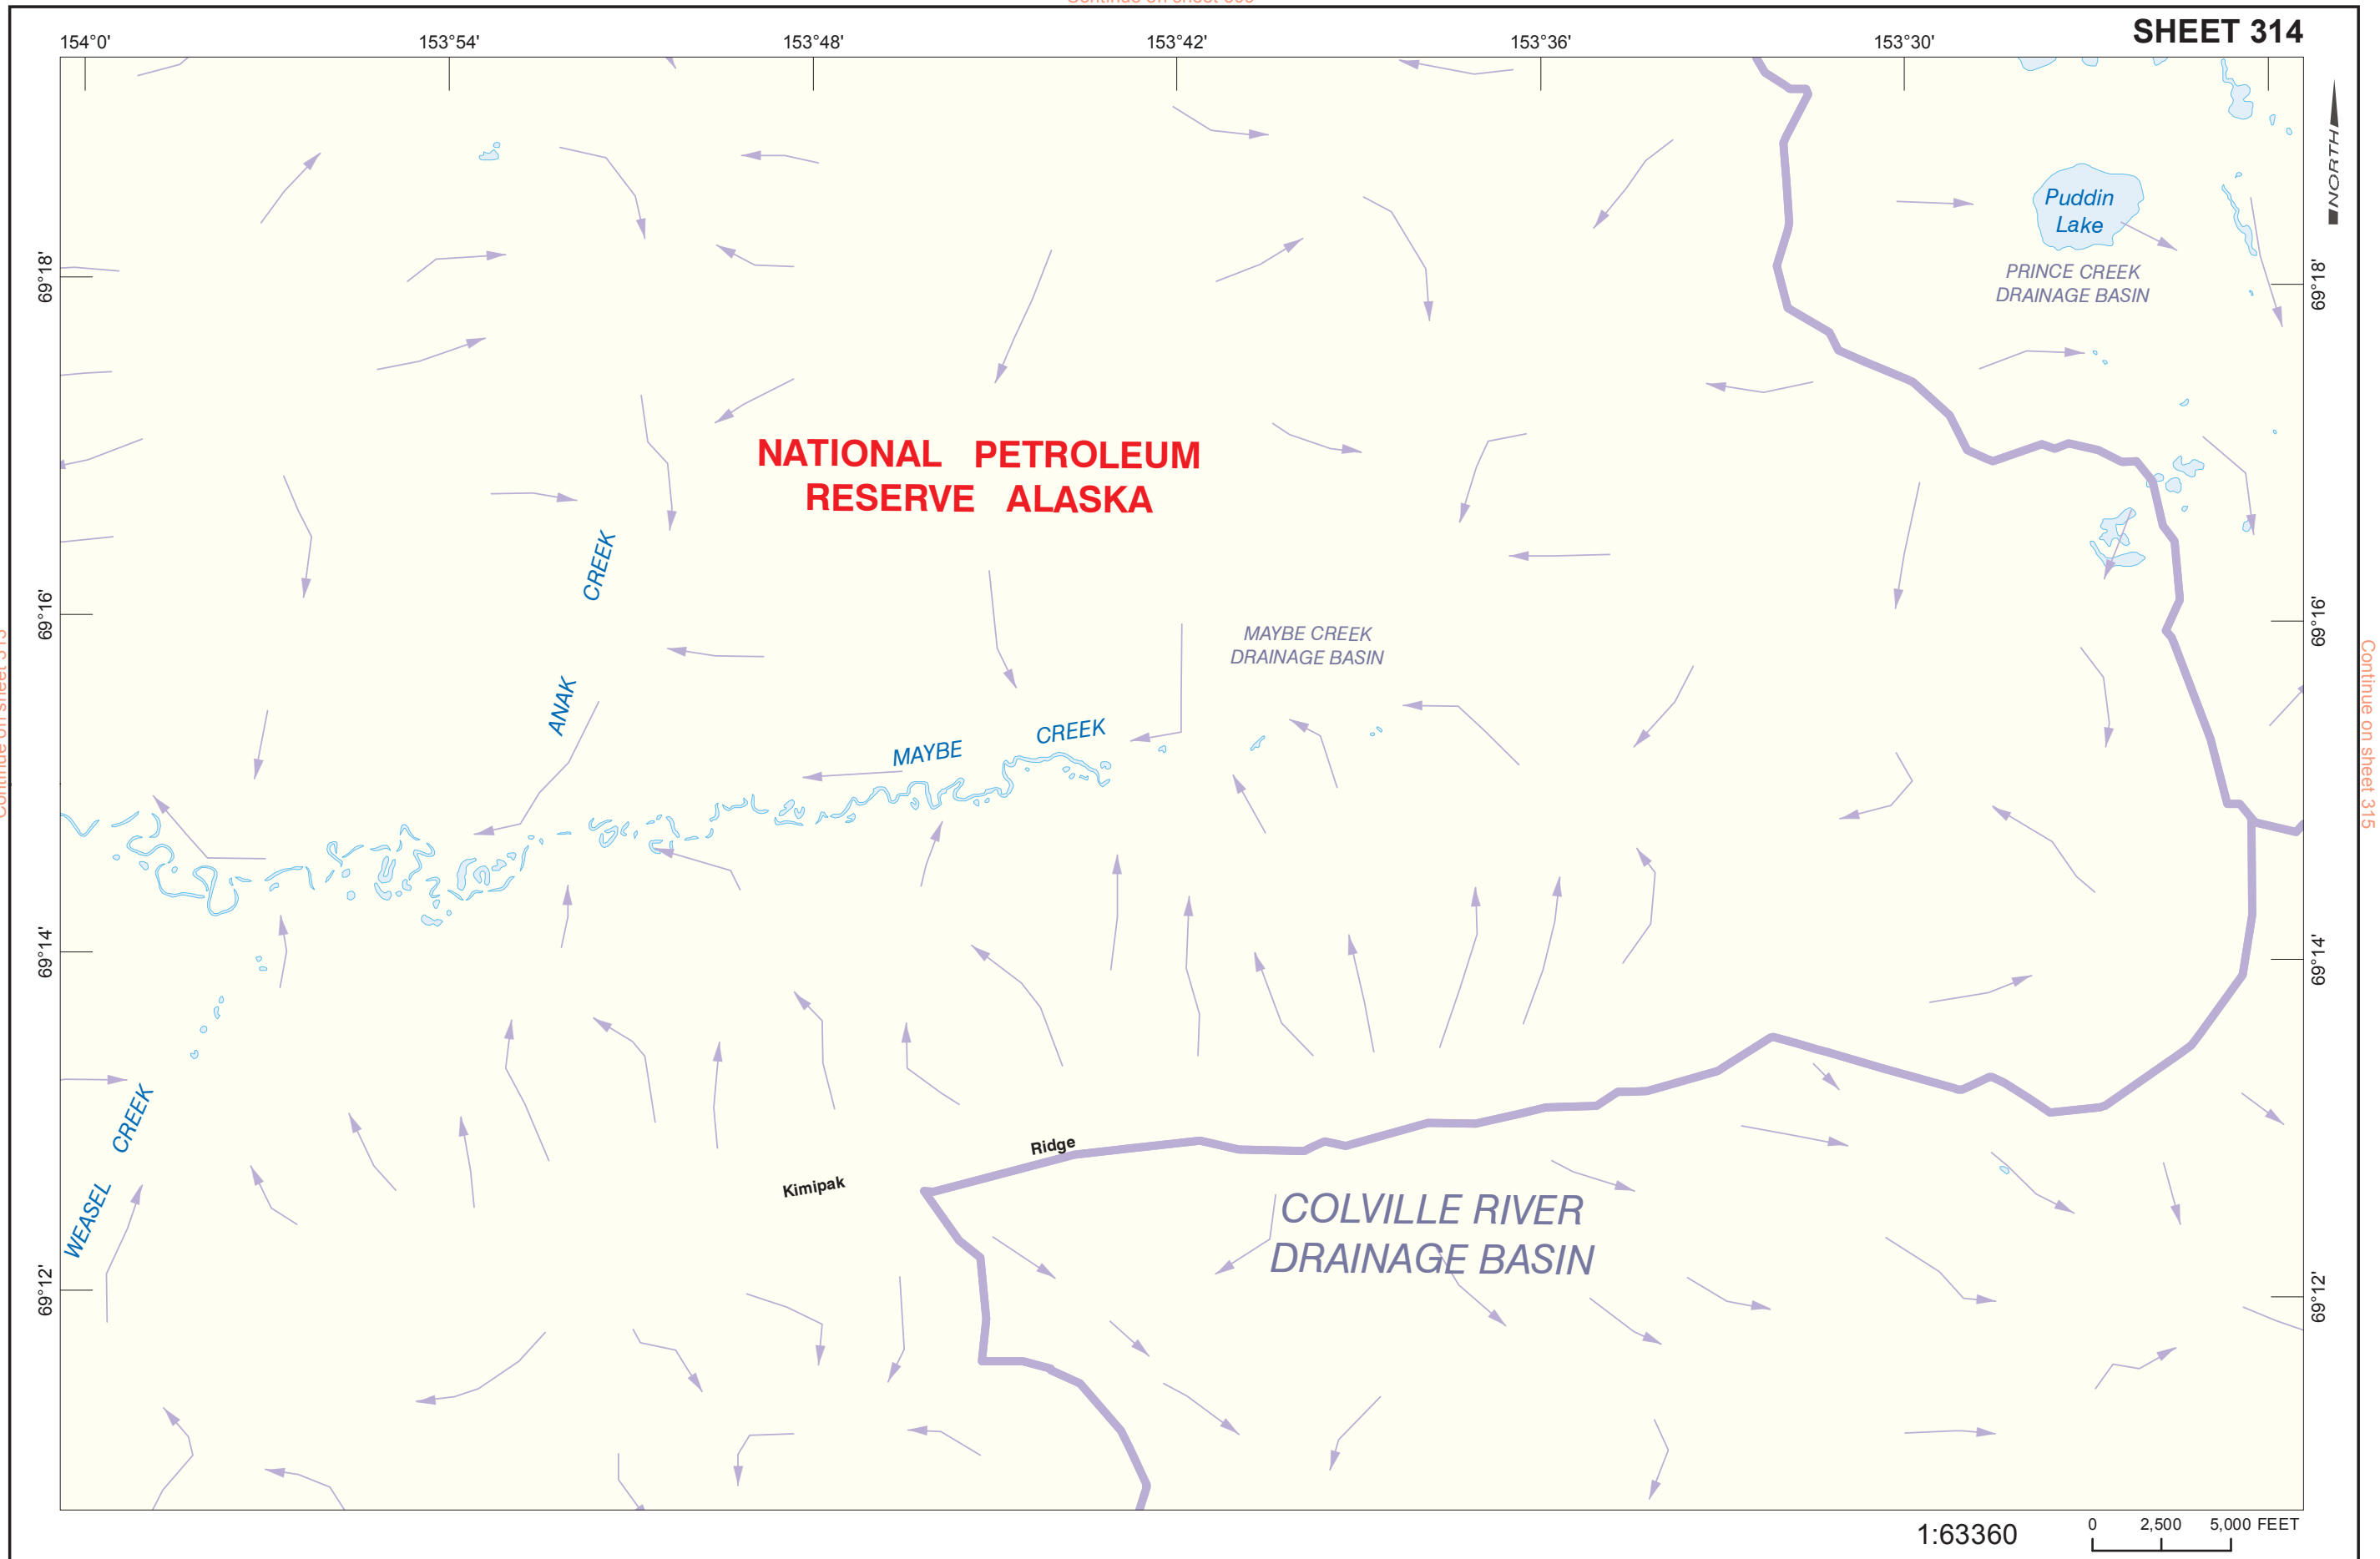 SHEET 314
154°0'
153°54'
153°48'
153°42'
153°36'
153°30'
NORTH
Puddin
Lake
PRINCE CREEK
DRAINAGE BASIN
69°18'
69°18'
NATIONAL PETROLEUM
RESERVE ALASKA
CREEK
ANAK
69°16'
69°16'
MAYBE CREEK
DRAINAGE BASIN
MAYBE
CREEK
Continue on sheet 315
69°14'
69°14'
WEASEL
CREEK
Kimipak
Ridge
COLVILLE RIVER
DRAINAGE BASIN
69°12'
69°12'
1:63360
0
2,500
5,000 FEET